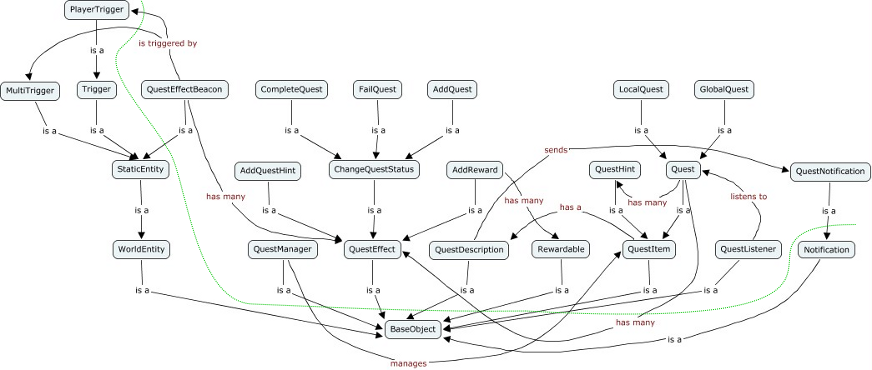 PlayerTrigger
is triggered by
is a
MultiTrigger
Trigger
QuestEffectBeacon
CompleteQuest
FailQuest
AddQuest
LocalQuest
GlobalQuest
is a
is a
is a
is a
is a
is a
is a
is a
sends
StaticEntity
AddQuestHint
ChangeQuestStatus
AddReward
QuestHint
Quest
QuestNotification
has many
has many
has many
listens to
is a
is a
is a
is a
has a
is a
is a
is a
WorldEntity
QuestManager
QuestEffect
QuestDescription
Rewardable
QuestItem
QuestListener
Notification
is a
is a
is a
is a
is a
is a
is a
has many
BaseObject
is a
manages